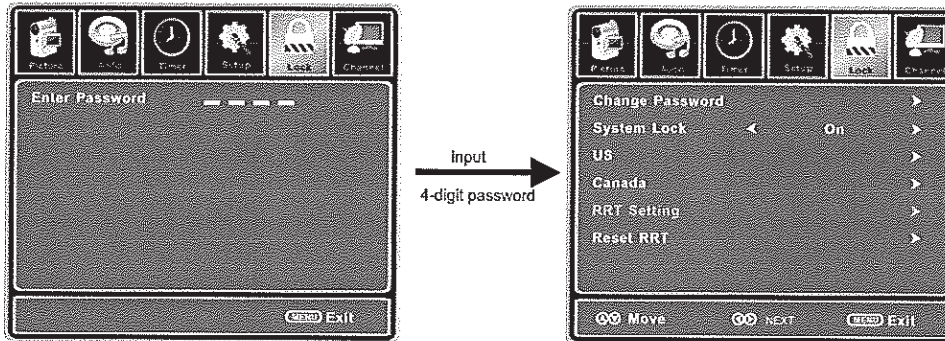 Picture Audio Timer Setup Lock Channel
Enter Password _ _ _ _
MENU Exit
Input
4-digit password
Picture Audio Timer Setup Lock Channel
Change Password
System Lock On
US
Canada
RRT Setting
Reset RRT
Move NEXT MENU Exit